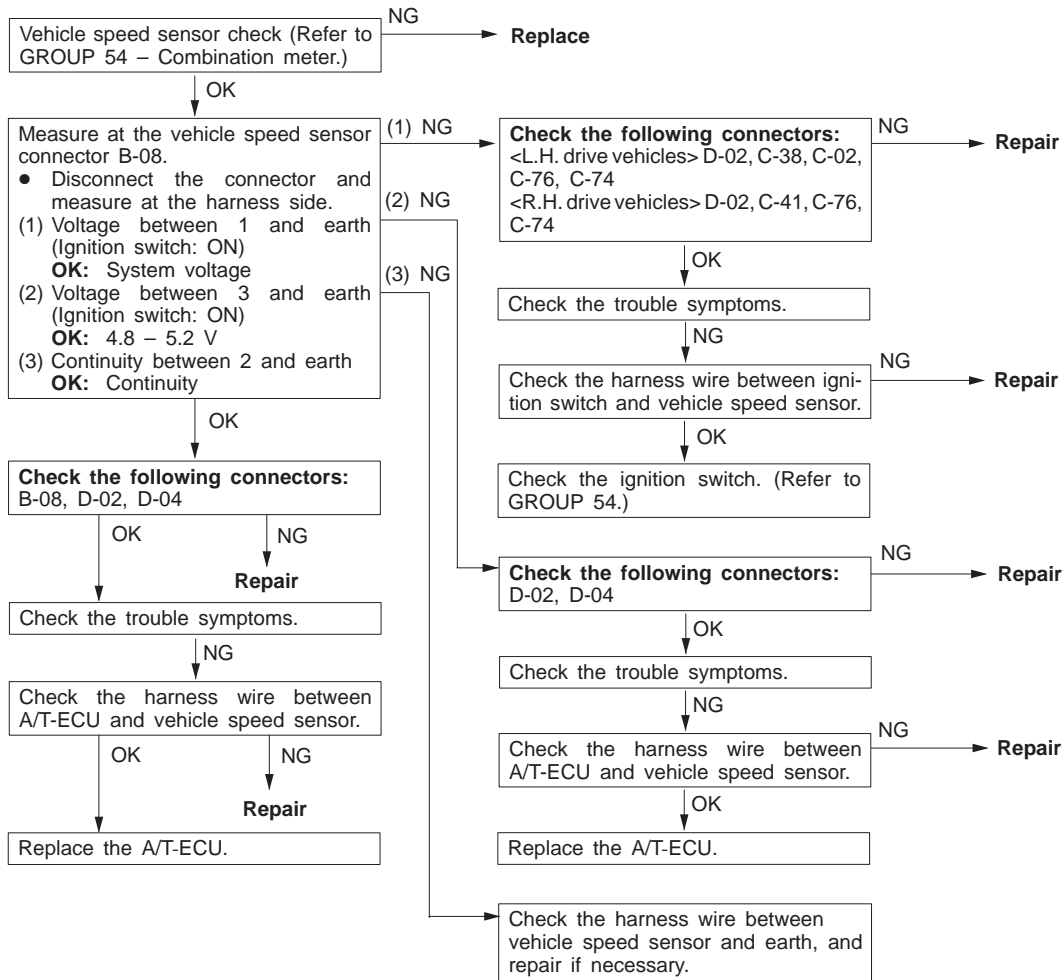 Vehicle speed sensor check (Refer to
GROUP 54 – Combination meter.)
NG
Replace
OK
Measure at the vehicle speed sensor
connector B-08.
● Disconnect the connector and
measure at the harness side.
(1) Voltage between 1 and earth
(Ignition switch: ON)
OK: System voltage
(2) Voltage between 3 and earth
(Ignition switch: ON)
OK: 4.8 – 5.2 V
(3) Continuity between 2 and earth
OK: Continuity
(1) NG
(2) NG
(3) NG
OK
Check the following connectors:
B-08, D-02, D-04
OK
NG
Repair
Check the trouble symptoms.
NG
Check the harness wire between
A/T-ECU and vehicle speed sensor.
OK
NG
Repair
Replace the A/T-ECU.
Check the following connectors:
<L.H. drive vehicles> D-02, C-38, C-02,
C-76, C-74
<R.H. drive vehicles> D-02, C-41, C-76,
C-74
NG
Repair
OK
Check the trouble symptoms.
NG
Check the harness wire between igni-
tion switch and vehicle speed sensor.
NG
Repair
OK
Check the ignition switch. (Refer to
GROUP 54.)
Check the following connectors:
D-02, D-04
NG
Repair
OK
Check the trouble symptoms.
NG
Check the harness wire between
A/T-ECU and vehicle speed sensor.
NG
Repair
OK
Replace the A/T-ECU.
Check the harness wire between
vehicle speed sensor and earth, and
repair if necessary.